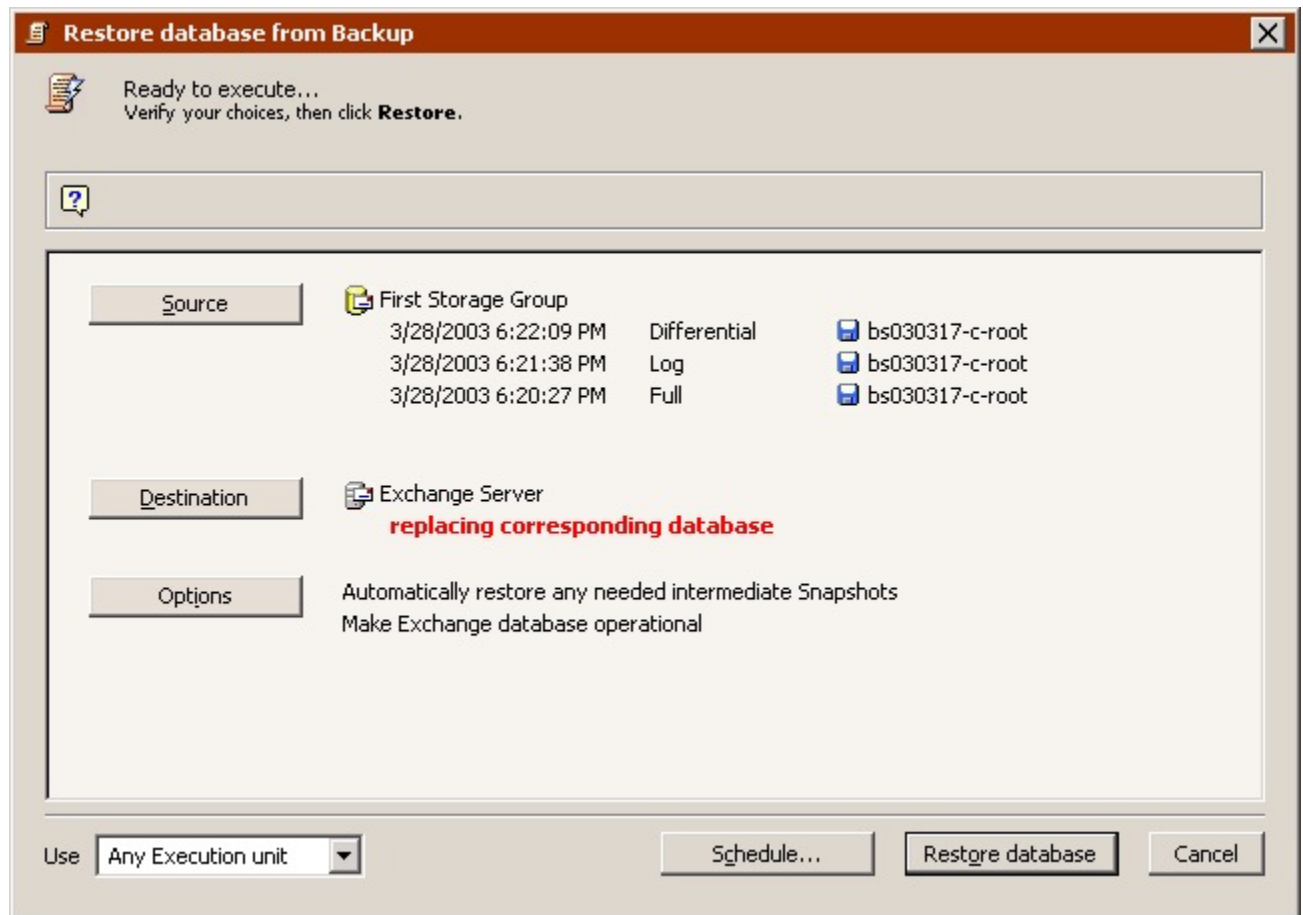 Restore database from Backup
Ready to execute...
Verify your choices, then click Restore.
Source
First Storage Group
3/28/2003 6:22:09 PM Differential bs030317-c-root
3/28/2003 6:21:38 PM Log bs030317-c-root
3/28/2003 6:20:27 PM Full bs030317-c-root
Destination
Exchange Server
replacing corresponding database
Options
Automatically restore any needed intermediate Snapshots
Make Exchange database operational
Use Any Execution unit Schedule... Restore database Cancel